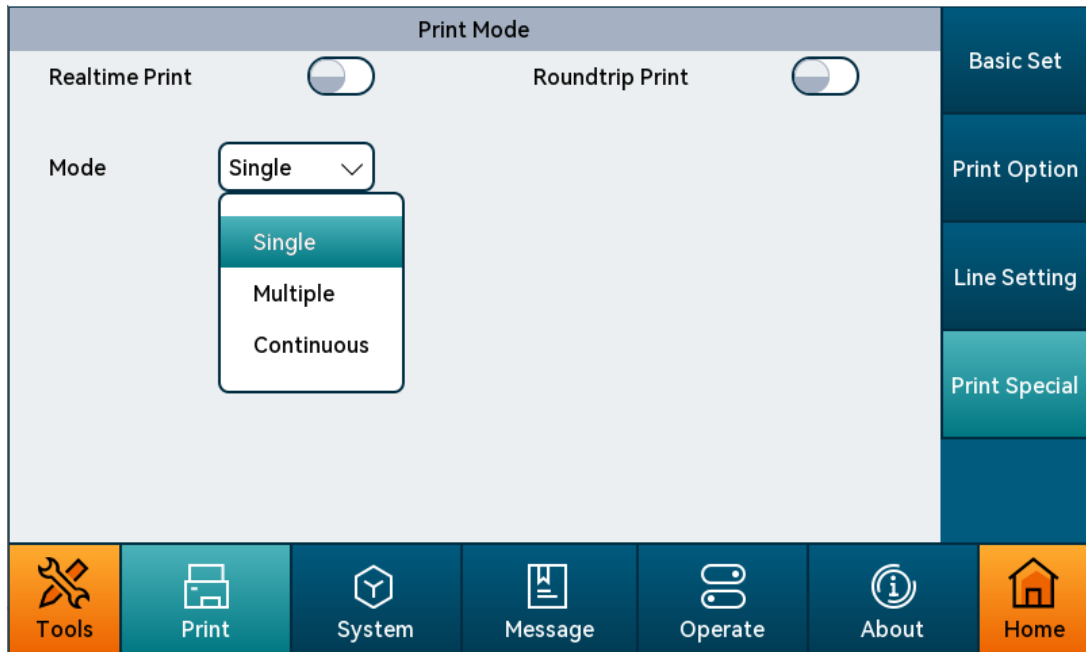 Print Mode
Realtime Print
Roundtrip Print
Mode
Single
Single
Multiple
Continuous
Basic Set
Print Option
Line Setting
Print Special
Tools
Print
System
Message
Operate
About
Home